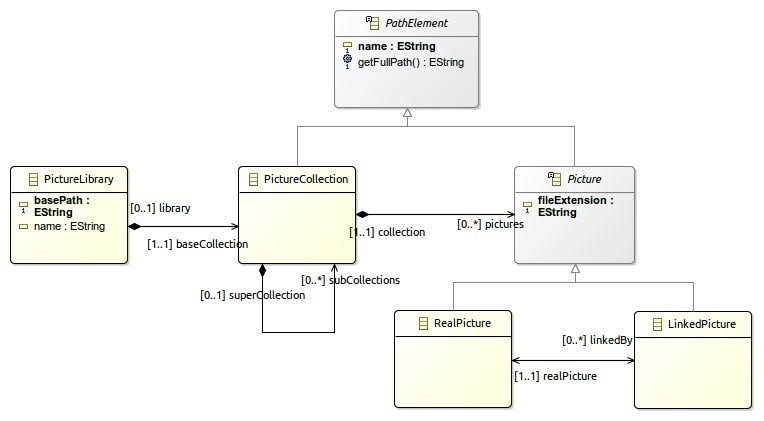 PathElement
name : EString
getFullPath() : EString
PictureLibrary
basePath :
EString
name : EString
PictureCollection
Picture
fileExtension :
EString
[0..1] library
[1..1] baseCollection
[1..1] collection
[0..*] pictures
[0..*] subCollections
[0..1] superCollection
RealPicture
LinkedPicture
[0..*] linkedBy
[1..1] realPicture